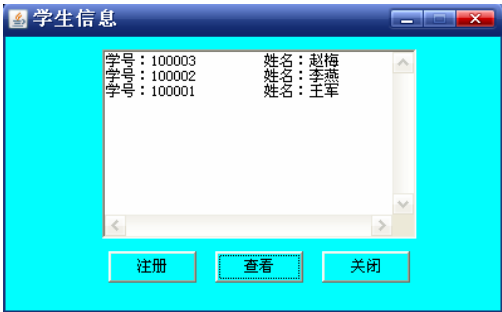 学生信息
学号：100003 姓名：赵梅
学号：100002 姓名：李燕
学号：100001 姓名：王军
注册 查看 关闭